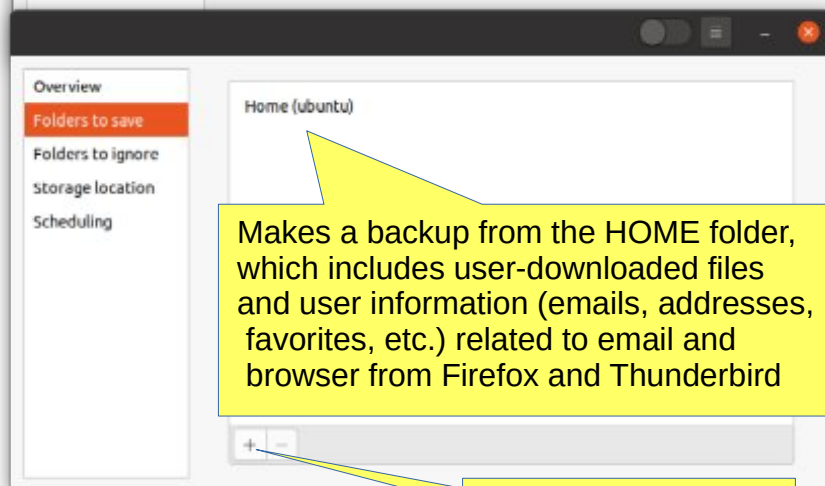 Overview
Folders to save
Folders to ignore
Storage location
Scheduling
Home (ubuntu)
Makes a backup from the HOME folder,
which includes user-downloaded files
and user information (emails, addresses,
favorites, etc.) related to email and
browser from Firefox and Thunderbird